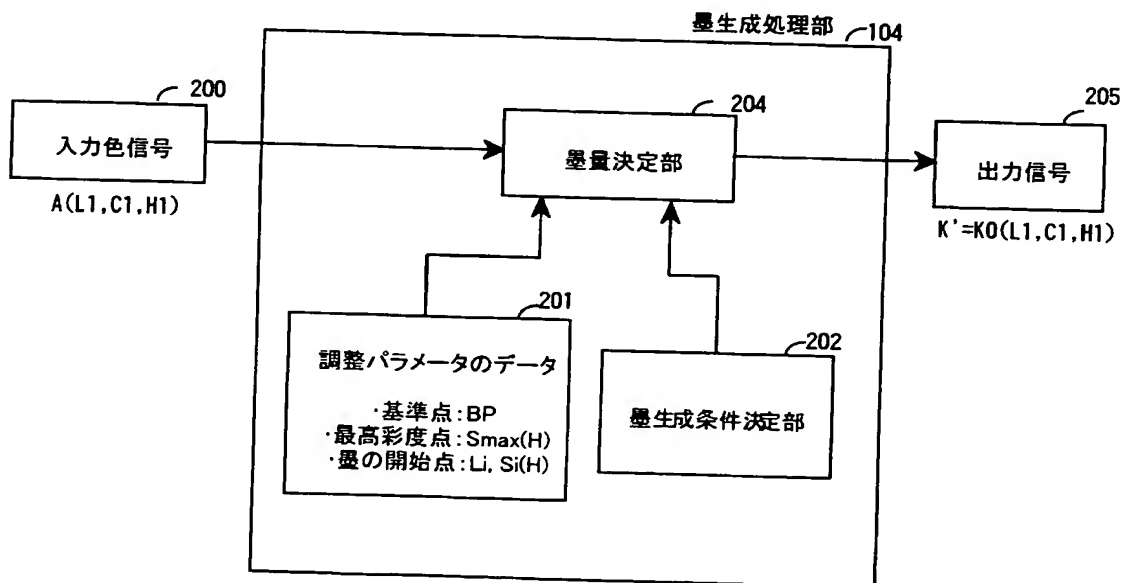 墨生成処理部
104
200
入力色信号
A(L1,C1,H1)
204
墨量決定部
205
出力信号
K'=K0(L1,C1,H1)
201
調整パラメータのデータ
・基準点:BP
・最高彩度点:Smax(H)
・墨の開始点:Li, Si(H)
202
墨生成条件決定部